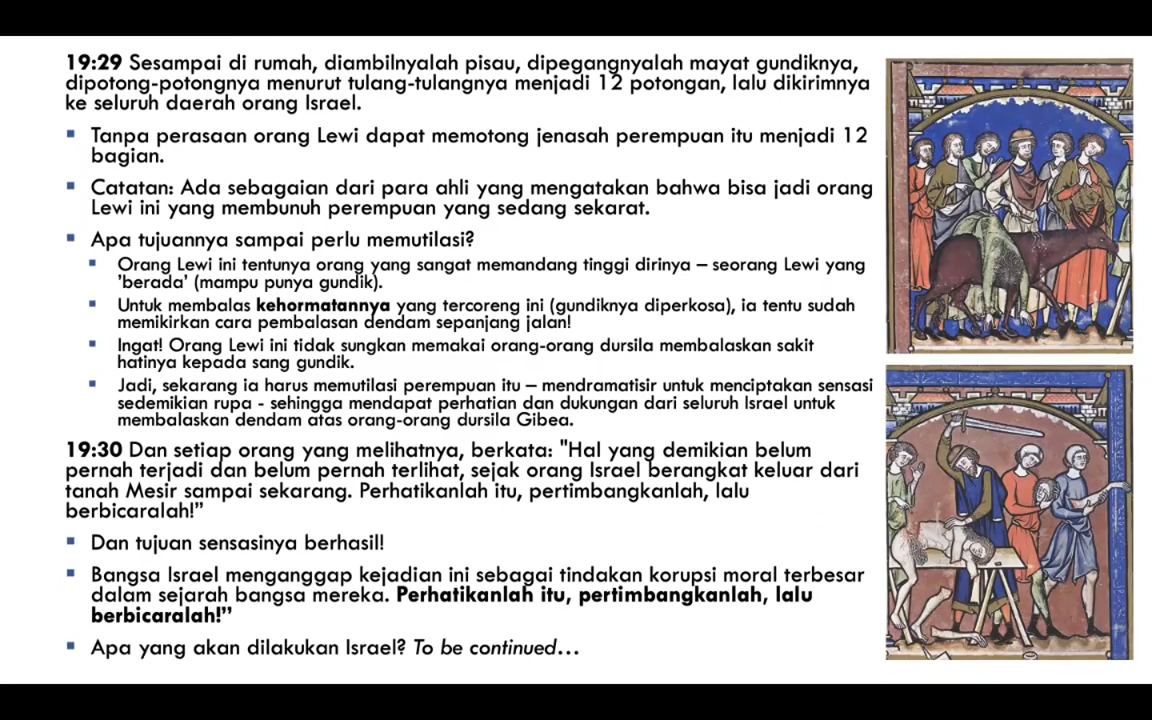 19:29 Sesampai di rumah, diambilnyalah pisau, dipegangnyalah mayat gundiknya,
dipotong-potongnya menurut tulang-tulangnya menjadi 12 potongan, lalu dikirimnya
ke seluruh daerah orang Israel.
▪ Tanpa perasaan orang Lewi dapat memotong jenasah perempuan itu menjadi 12
bagian.
▪ Catatan: Ada sebagaian dari para ahli yang mengatakan bahwa bisa jadi orang
Lewi ini yang membunuh perempuan yang sedang sekarat.
▪ Apa tujuannya sampai perlu memutilasi?
▪ Orang Lewi ini tentunya orang yang sangat memandang tinggi dirinya – seorang Lewi yang
'berada' (mampu punya gundik).
▪ Untuk membalas kehormatannya yang tercoreng ini (gundiknya diperkosa), ia tentu sudah
memikirkan cara pembalasan dendam sepanjang jalan!
▪ Ingat! Orang Lewi ini tidak sungkan memakai orang-orang dursila membalaskan sakit
hatinya kepada sang gundik.
▪ Jadi, sekarang ia harus memutilasi perempuan itu – mendramatisir untuk menciptakan sensasi
sedemikian rupa - sehingga mendapat perhatian dan dukungan dari seluruh Israel untuk
membalaskan dendam atas orang-orang dursila Gibea.
19:30 Dan setiap orang yang melihatnya, berkata: "Hal yang demikian belum
pernah terjadi dan belum pernah terlihat, sejak orang Israel berangkat keluar dari
tanah Mesir sampai sekarang. Perhatikanlah itu, pertimbangkanlah, lalu
berbicaralah!”
▪ Dan tujuan sensasinya berhasil!
▪ Bangsa Israel menganggap kejadian ini sebagai tindakan korupsi moral terbesar
dalam sejarah bangsa mereka. Perhatikanlah itu, pertimbangkanlah, lalu
berbicaralah!”
▪ Apa yang akan dilakukan Israel? To be continued…